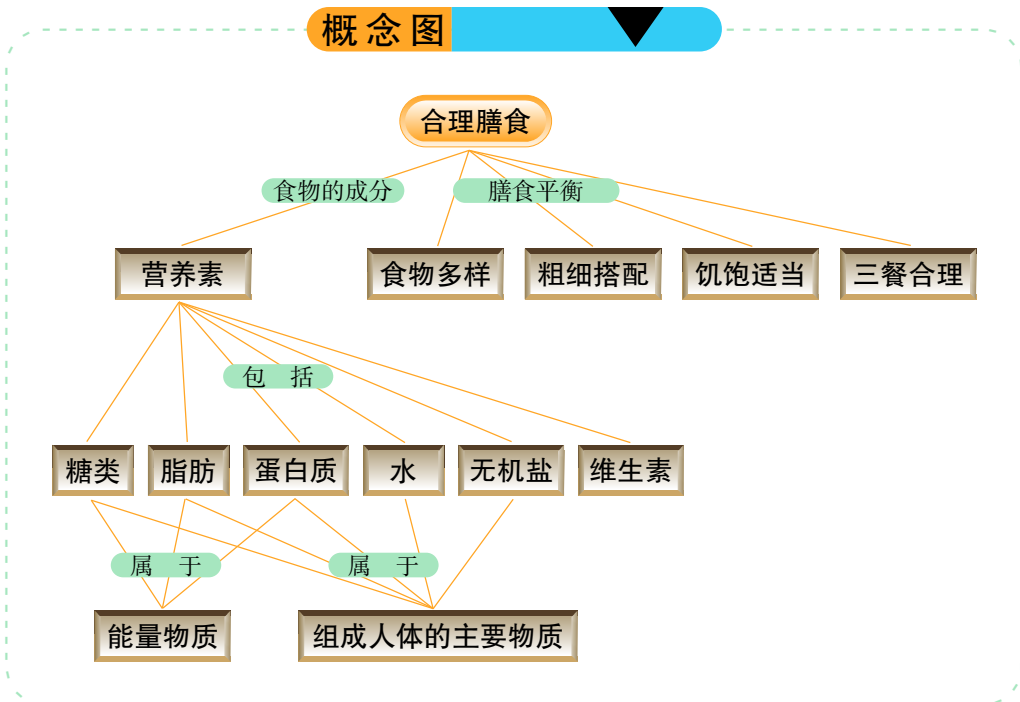 概念图
合理膳食
食物的成分 膳食平衡
营养素 食物多样 粗细搭配 饥饱适当 三餐合理
包 括
糖类 脂肪 蛋白质 水 无机盐 维生素
属 于 属 于
能量物质 组成人体的主要物质